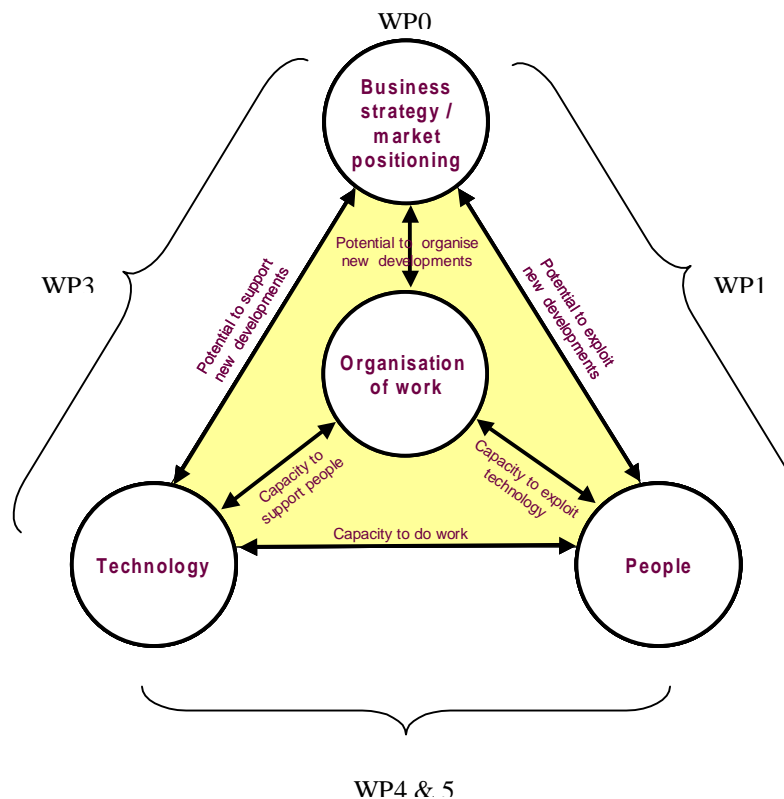 WP0
Business
strategy /
market
positioning
Potential to organise
new developments
Potential to support
new developments
Potential to exploit
new developments
WP3
WP1
Organisation
of work
Capacity to
support people
Capacity to exploit
technology
Capacity to do work
Technology
People
WP4 & 5